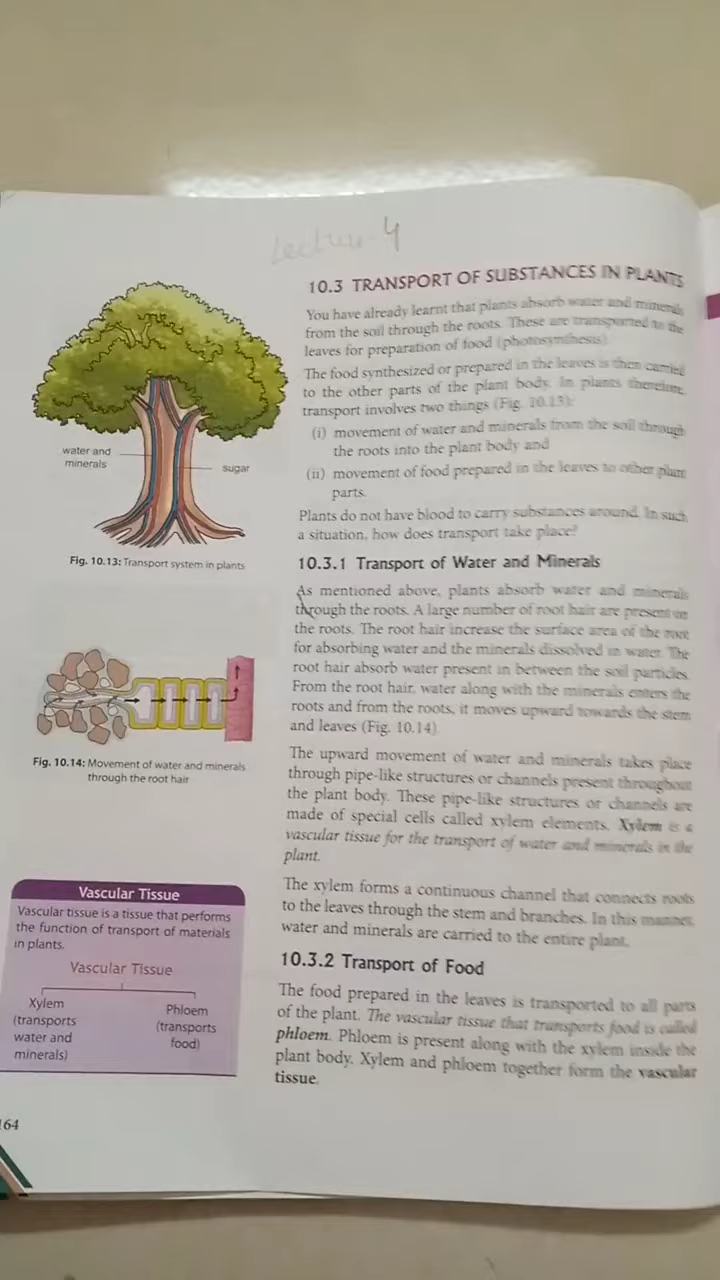 Lecture-4
10.3 TRANSPORT OF SUBSTANCES IN PLANTS
You have already learnt that plants absorb water and minerals
from the soil through the roots. These are transported to the
leaves for preparation of food (photosynthesis).
The food synthesized or prepared in the leaves is then carried
to the other parts of the plant body. In plants therefore,
transport involves two things (Fig. 10.13):
(i) movement of water and minerals from the soil through
the roots into the plant body and
(ii) movement of food prepared in the leaves to other plant
parts.
Plants do not have blood to carry substances around. In such
a situation, how does transport take place?
water and
minerals
sugar
Fig. 10.13: Transport system in plants
10.3.1 Transport of Water and Minerals
As mentioned above, plants absorb water and minerals
through the roots. A large number of root hair are present on
the roots. The root hair increase the surface area of the root
for absorbing water and the minerals dissolved in water. The
root hair absorb water present in between the soil particles.
From the root hair, water along with the minerals enters the
roots and from the roots, it moves upward towards the stem
and leaves (Fig. 10.14).
Fig. 10.14: Movement of water and minerals
through the root hair
The upward movement of water and minerals takes place
through pipe-like structures or channels present throughout
the plant body. These pipe-like structures or channels are
made of special cells called xylem elements. Xylem is a
vascular tissue for the transport of water and minerals in the
plant.
The xylem forms a continuous channel that connects roots
to the leaves through the stem and branches. In this manner,
water and minerals are carried to the entire plant.
Vascular Tissue
Vascular tissue is a tissue that performs
the function of transport of materials
in plants.
Vascular Tissue
Xylem
(transports
water and
minerals)
Phloem
(transports
food)
10.3.2 Transport of Food
The food prepared in the leaves is transported to all parts
of the plant. The vascular tissue that transports food is called
phloem. Phloem is present along with the xylem inside the
plant body. Xylem and phloem together form the vascular
tissue.
164